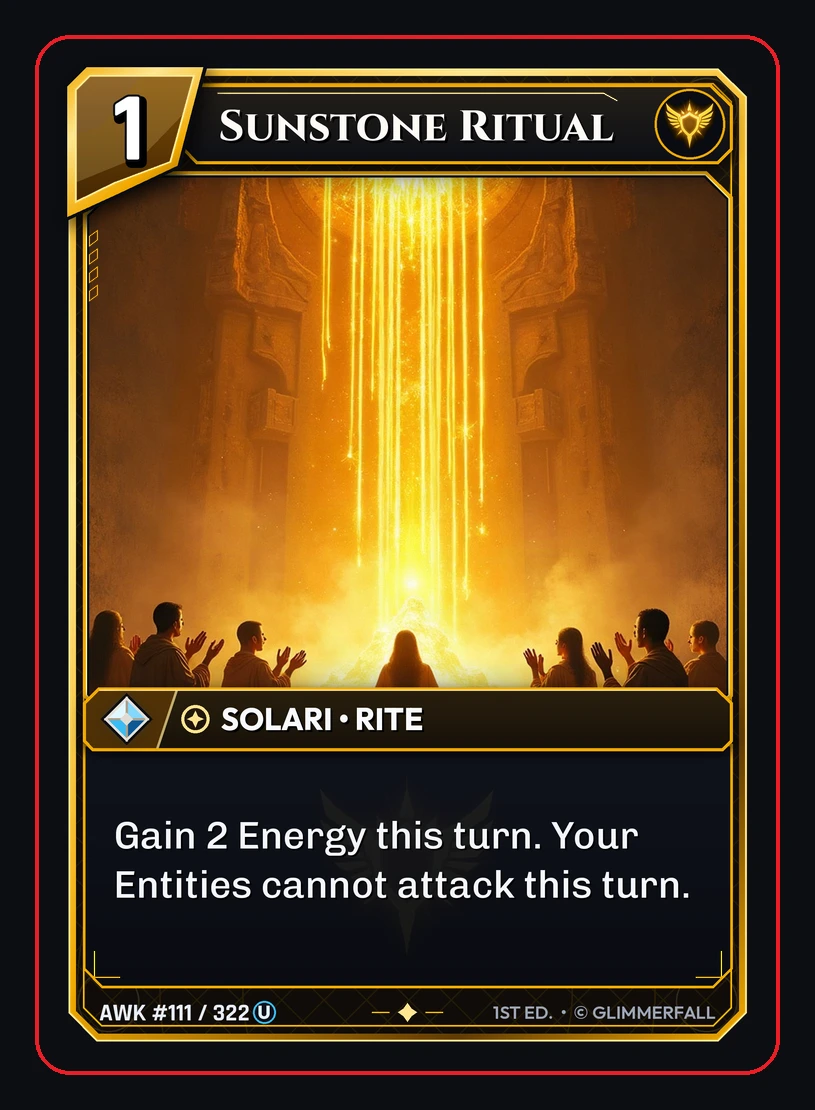 1
Sunstone Ritual
SOLARI • RITE
Gain 2 Energy this turn. Your
Entities cannot attack this turn.
AWK #111 / 322 U
1ST ED. • © GLIMMERFALL